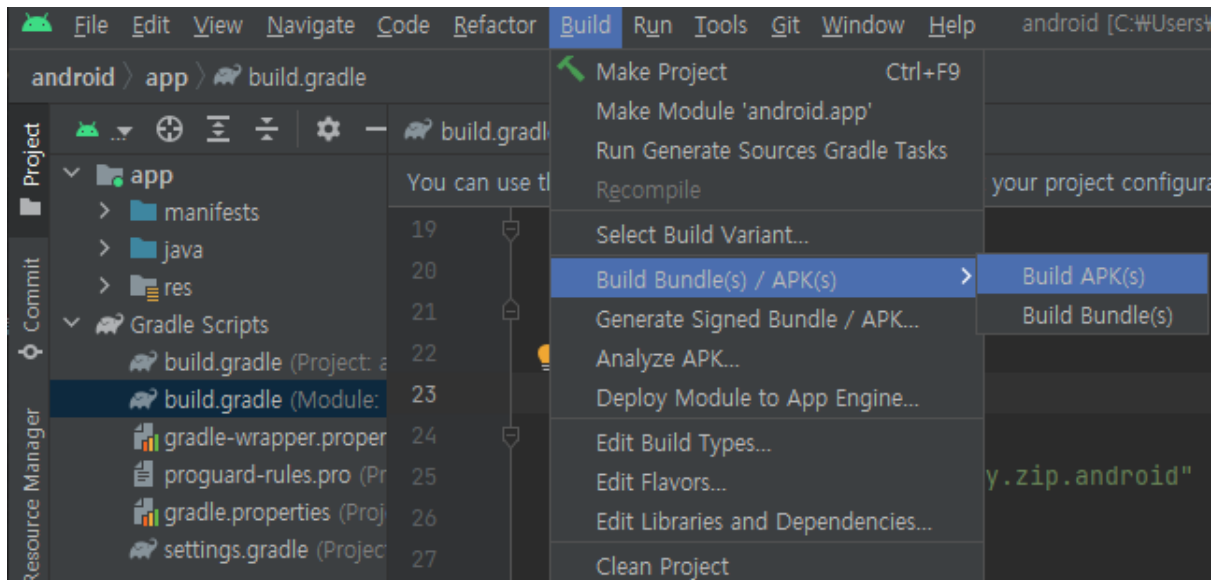 File Edit View Navigate Code Refactor Build Run Tools Git Window Help android [C:₩Users₩
android 〉 app 〉 build.gradle
Make Project Ctrl+F9
Make Module 'android.app'
Run Generate Sources Gradle Tasks
Recompile
Select Build Variant...
Build Bundle(s) / APK(s)
Build APK(s)
Build Bundle(s)
Generate Signed Bundle / APK...
Analyze APK...
Deploy Module to App Engine...
Edit Build Types...
Edit Flavors...
Edit Libraries and Dependencies...
Clean Project
Project
Commit
Resource Manager
app
manifests
java
res
Gradle Scripts
build.gradle (Project: a
build.gradle (Module:
gradle-wrapper.proper
proguard-rules.pro (Pr
gradle.properties (Proj
settings.gradle (Projec
build.gradl
You can use tl
your project configura
19
20
21
22
23
24
25
26
27
y.zip.android"